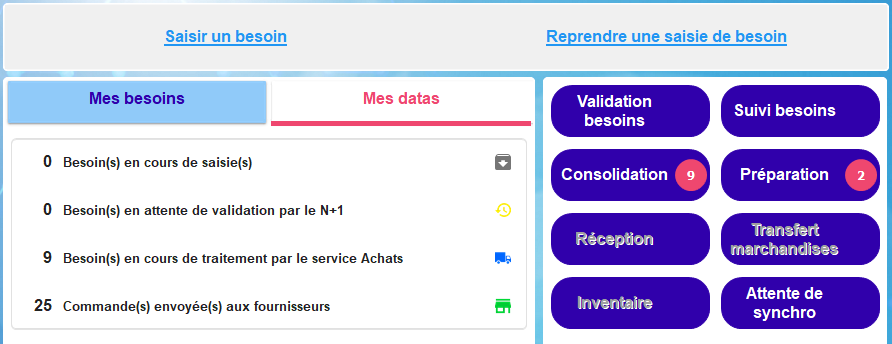 Saisir un besoin
Reprendre une saisie de besoin
Mes besoins
Mes datas
0 Besoin(s) en cours de saisie(s)
0 Besoin(s) en attente de validation par le N+1
9 Besoin(s) en cours de traitement par le service Achats
25 Commande(s) envoyée(s) aux fournisseurs
Validation
besoins
Suivi besoins
Consolidation 9
Préparation 2
Réception
Transfert
marchandises
Inventaire
Attente de
synchro